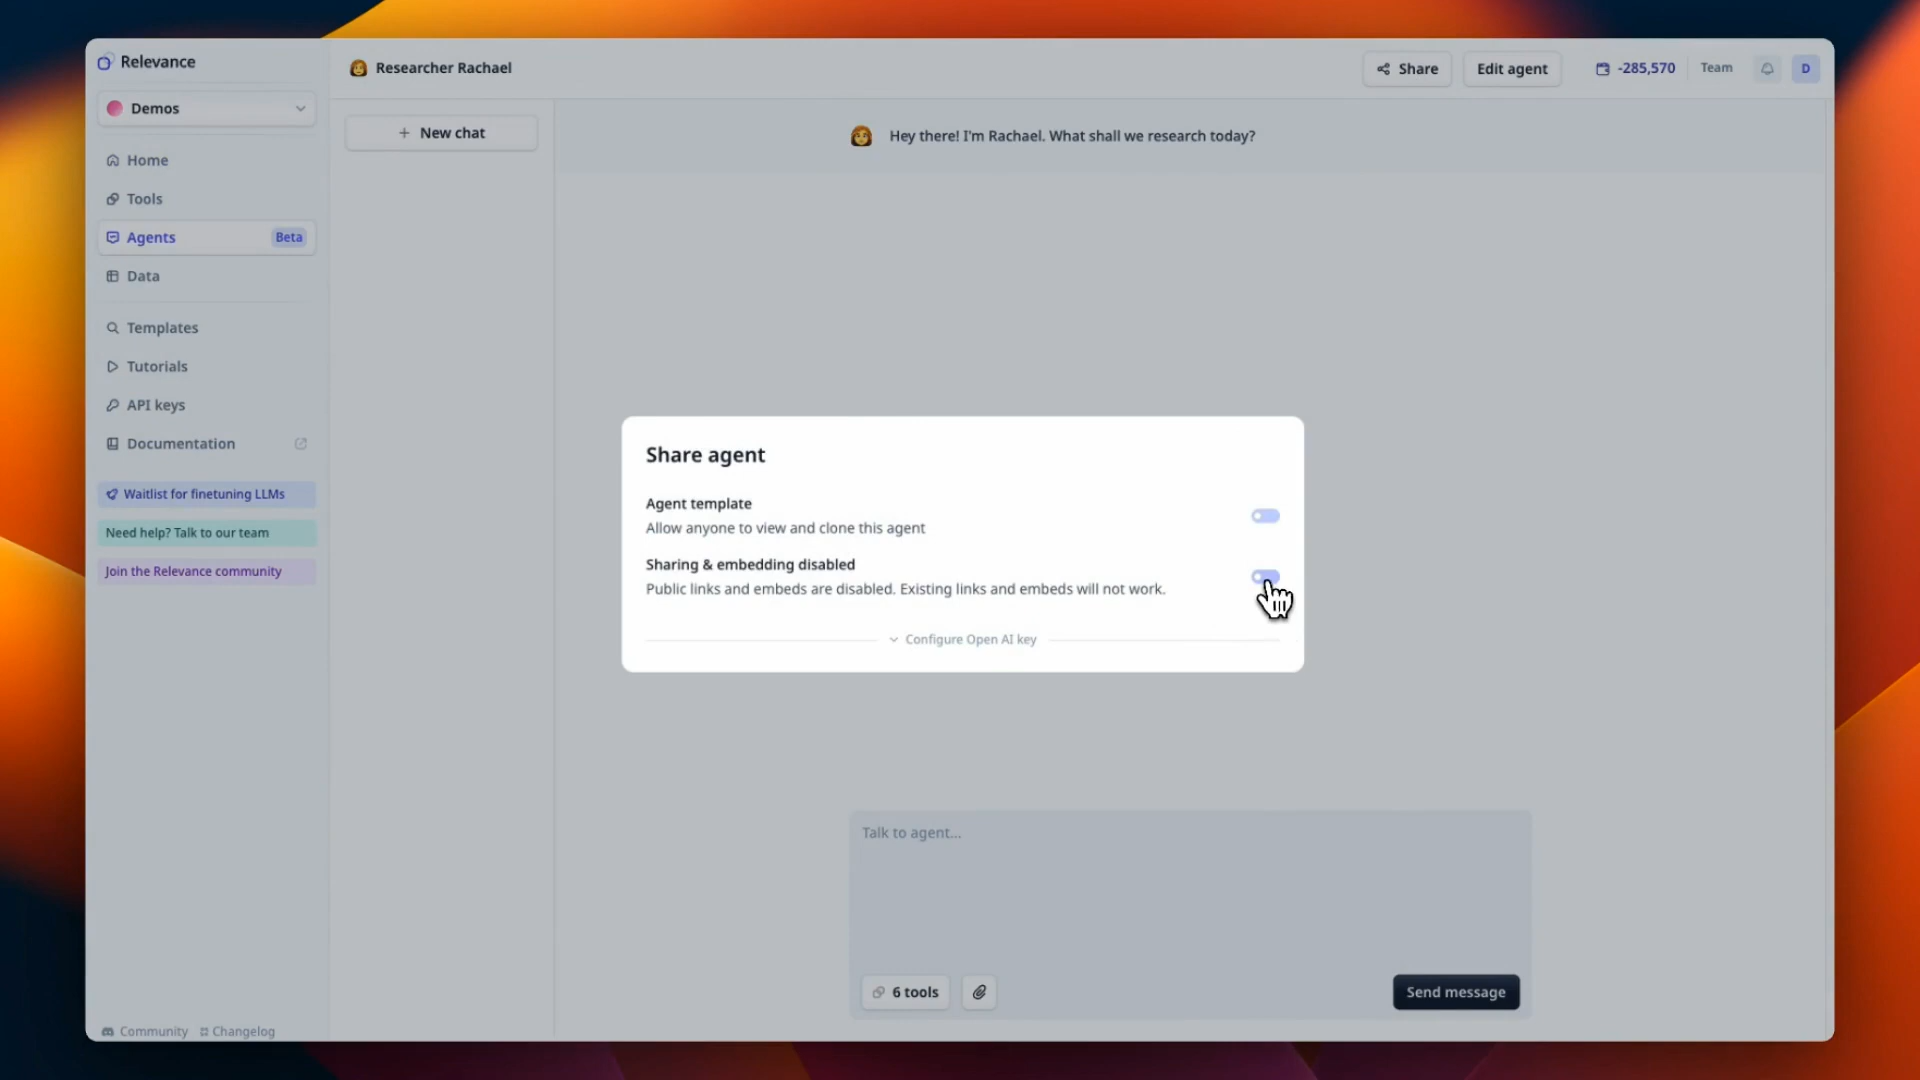 Relevance
Demos
Home
Tools
Agents
Beta
Data
Templates
Tutorials
API keys
Documentation
Waitlist for finetuning LLMs
Need help? Talk to our team
Join the Relevance community
Community
Changelog
Researcher Rachael
Share
Edit agent
-285,570
Team
D
+ New chat
Hey there! I'm Rachael. What shall we research today?
Share agent
Agent template
Allow anyone to view and clone this agent
Sharing & embedding disabled
Public links and embeds are disabled. Existing links and embeds will not work.
Configure Open AI key
Talk to agent...
6 tools
Send message